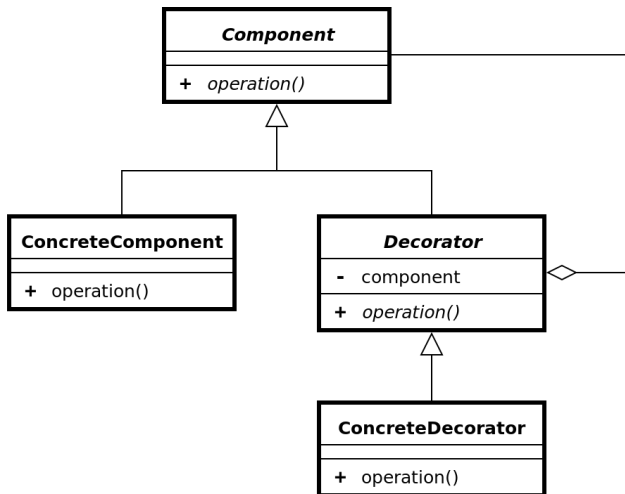 Component
+ operation()
ConcreteComponent
+ operation()
Decorator
- component
+ operation()
ConcreteDecorator
+ operation()